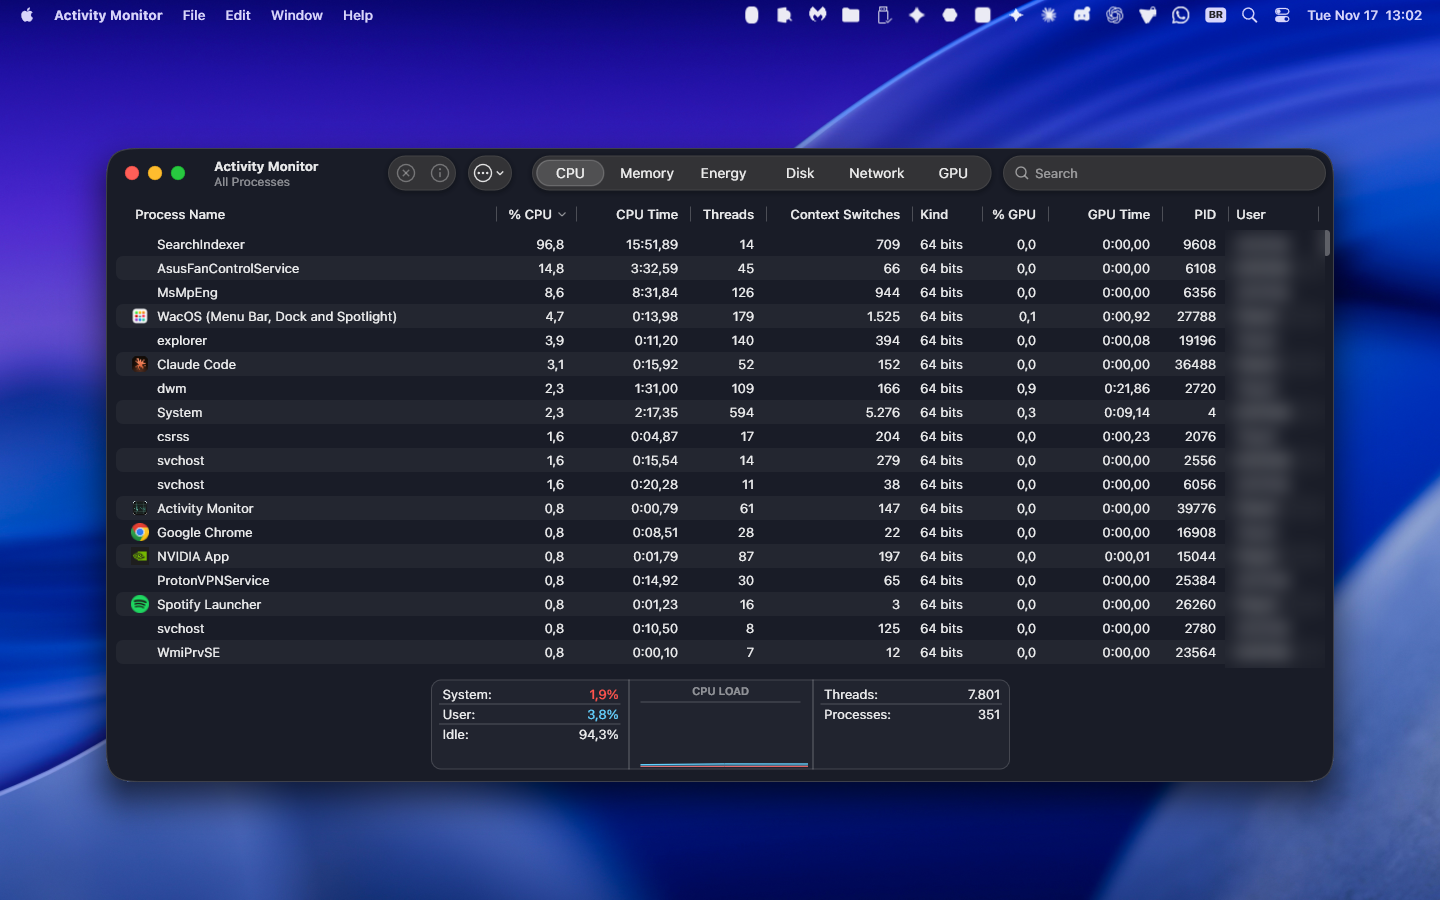 Activity Monitor File Edit Window Help BR Tue Nov 17 13:02
Activity Monitor
All Processes
CPU Memory Energy Disk Network GPU Search
Process Name % CPU CPU Time Threads Context Switches Kind % GPU GPU Time PID User
SearchIndexer 96,8 15:51,89 14 709 64 bits 0,0 0:00,00 9608
AsusFanControlService 14,8 3:32,59 45 66 64 bits 0,0 0:00,00 6108
MsMpEng 8,6 8:31,84 126 944 64 bits 0,0 0:00,00 6356
WacOS (Menu Bar, Dock and Spotlight) 4,7 0:13,98 179 1.525 64 bits 0,1 0:00,92 27788
explorer 3,9 0:11,20 140 394 64 bits 0,0 0:00,08 19196
Claude Code 3,1 0:15,92 52 152 64 bits 0,0 0:00,00 36488
dwm 2,3 1:31,00 109 166 64 bits 0,9 0:21,86 2720
System 2,3 2:17,35 594 5.276 64 bits 0,3 0:09,14 4
csrss 1,6 0:04,87 17 204 64 bits 0,0 0:00,23 2076
svchost 1,6 0:15,54 14 279 64 bits 0,0 0:00,00 2556
svchost 1,6 0:20,28 11 38 64 bits 0,0 0:00,00 6056
Activity Monitor 0,8 0:00,79 61 147 64 bits 0,0 0:00,00 39776
Google Chrome 0,8 0:08,51 28 22 64 bits 0,0 0:00,00 16908
NVIDIA App 0,8 0:01,79 87 197 64 bits 0,0 0:00,01 15044
ProtonVPNService 0,8 0:14,92 30 65 64 bits 0,0 0:00,00 25384
Spotify Launcher 0,8 0:01,23 16 3 64 bits 0,0 0:00,00 26260
svchost 0,8 0:10,50 8 125 64 bits 0,0 0:00,00 2780
WmiPrvSE 0,8 0:00,10 7 12 64 bits 0,0 0:00,00 23564
System: 1,9% CPU LOAD Threads: 7.801
User: 3,8% Processes: 351
Idle: 94,3%